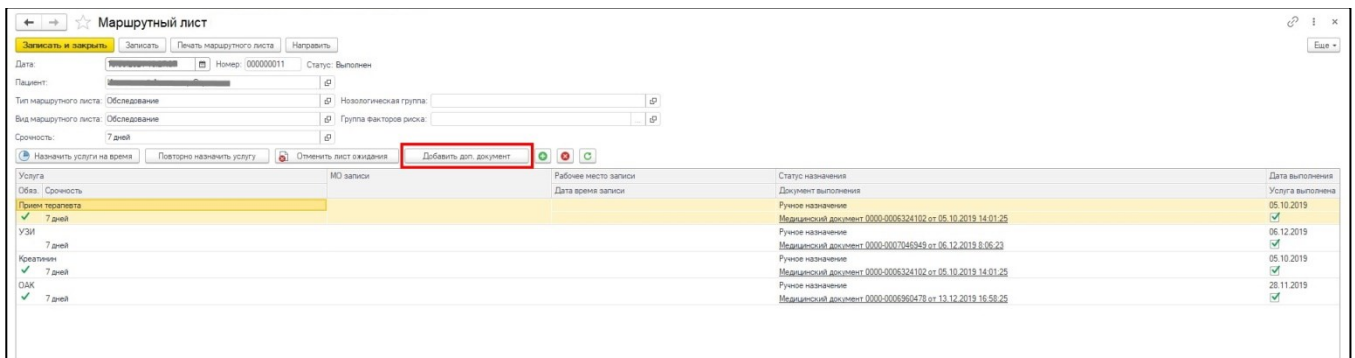 Маршрутный лист
Записать и закрыть Записать Печать маршрутного листа Направить Еще
Дата: Номер: 000000011 Статус: Выполнен
Пациент:
Тип маршрутного листа: Обследование Нозологическая группа:
Вид маршрутного листа: Обследование Группа факторов риска:
Срочность: 7 дней
Назначить услуги на время Повторно назначить услугу Отменить лист ожидания Добавить доп. документ
Услуга МО записи Рабочее место записи Статус назначения Дата выполнения
Обяз. Срочность Дата время записи Документ выполнения Услуга выполнена
Прием терапевта Ручное назначение 05.10.2019
7 дней Медицинский документ 0000-0006324102 от 05.10.2019 14:01:25
УЗИ Ручное назначение 06.12.2019
7 дней Медицинский документ 0000-0007046949 от 06.12.2019 8:06:23
Креатинин Ручное назначение 05.10.2019
7 дней Медицинский документ 0000-0006324102 от 05.10.2019 14:01:25
ОАК Ручное назначение 28.11.2019
7 дней Медицинский документ 0000-0006960478 от 13.12.2019 16:58:25